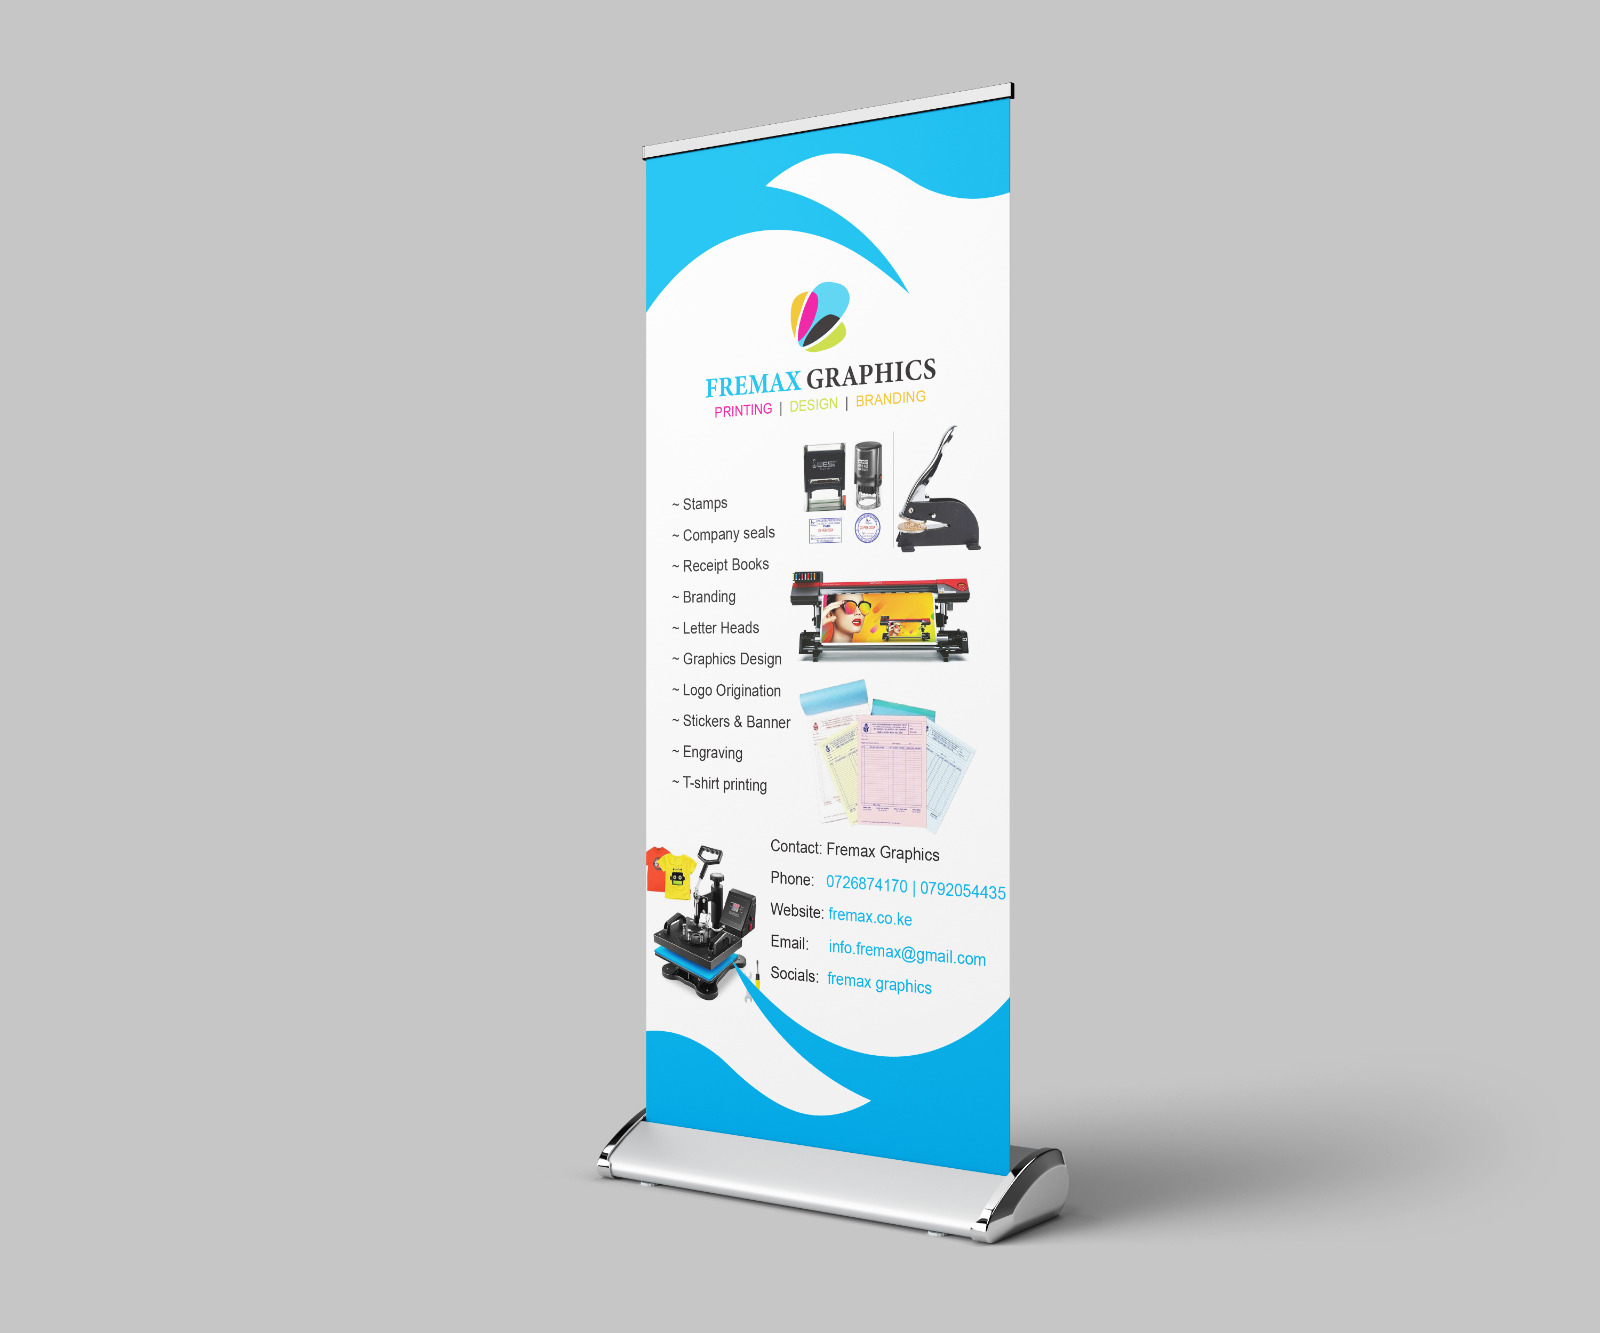 FREMAX GRAPHICS
PRINTING | DESIGN | BRANDING
~ Stamps
~ Company seals
~ Receipt Books
~ Branding
~ Letter Heads
~ Graphics Design
~ Logo Origination
~ Stickers & Banner
~ Engraving
~ T-shirt printing
Contact: Fremax Graphics
Phone: 0726874170 | 0792054435
Website: fremax.co.ke
Email: info.fremax@gmail.com
Socials: fremax graphics